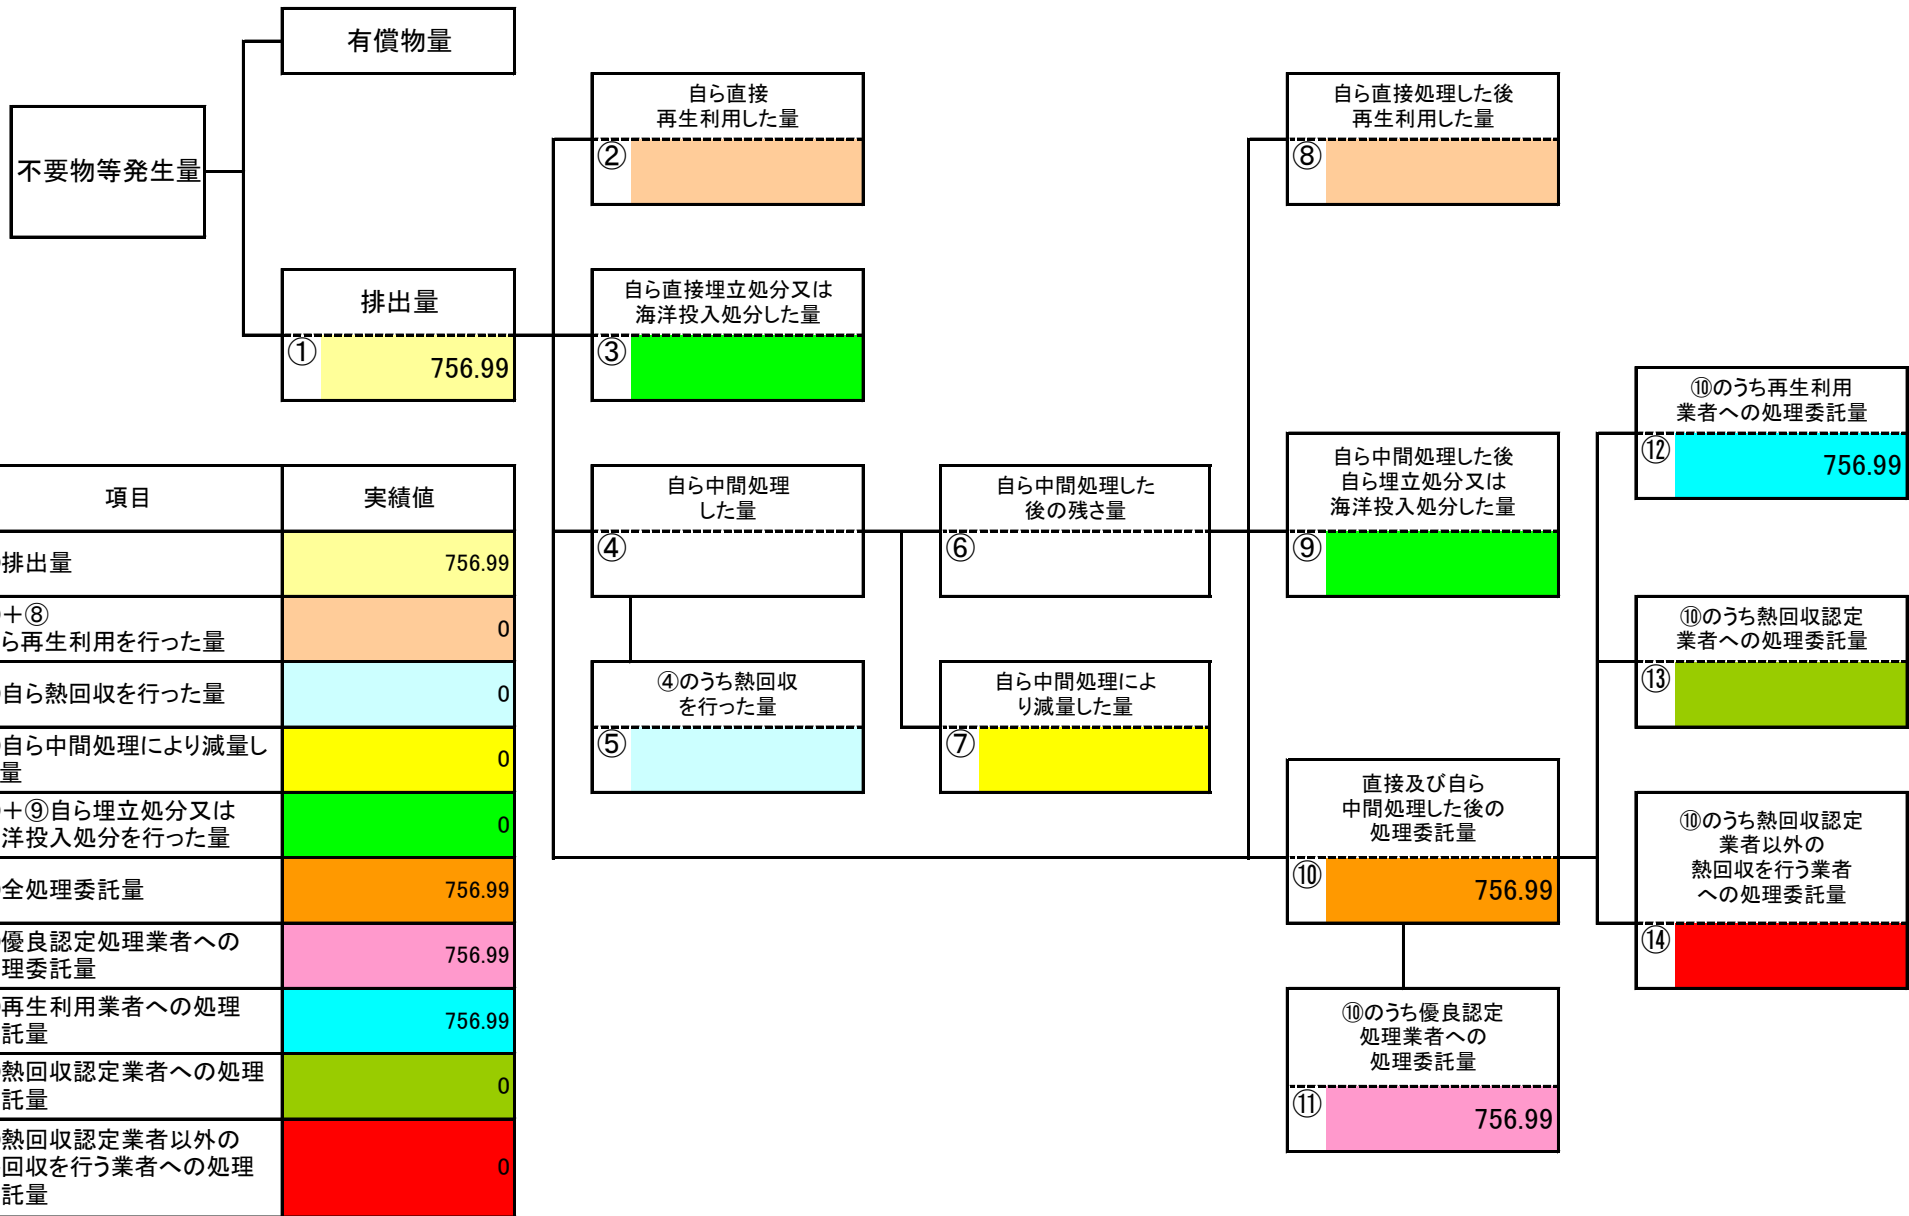 有償物量
不要物等発生量
排出量
①
756.99
自ら直接
再生利用した量
②
自ら直接埋立処分又は
海洋投入処分した量
③
自ら中間処理
した量
④
④のうち熱回収
を行った量
⑤
自ら中間処理した
後の残さ量
⑥
自ら中間処理によ
り減量した量
⑦
自ら直接処理した後
再生利用した量
⑧
自ら中間処理した後
自ら埋立処分又は
海洋投入処分した量
⑨
直接及び自ら
中間処理した後の
処理委託量
⑩
756.99
⑩のうち優良認定
処理業者への
処理委託量
⑪
756.99
⑩のうち再生利用
業者への処理委託量
⑫
756.99
⑩のうち熱回収認定
業者への処理委託量
⑬
⑩のうち熱回収認定
業者以外の
熱回収を行う業者
への処理委託量
⑭
項目 実績値
排出量 756.99
+⑧
ら再生利用を行った量 0
自ら熱回収を行った量 0
自ら中間処理により減量し
量 0
+⑨自ら埋立処分又は
洋投入処分を行った量 0
全処理委託量 756.99
優良認定処理業者への
理委託量 756.99
再生利用業者への処理
託量 756.99
熱回収認定業者への処理
託量 0
熱回収認定業者以外の
回収を行う業者への処理
託量 0